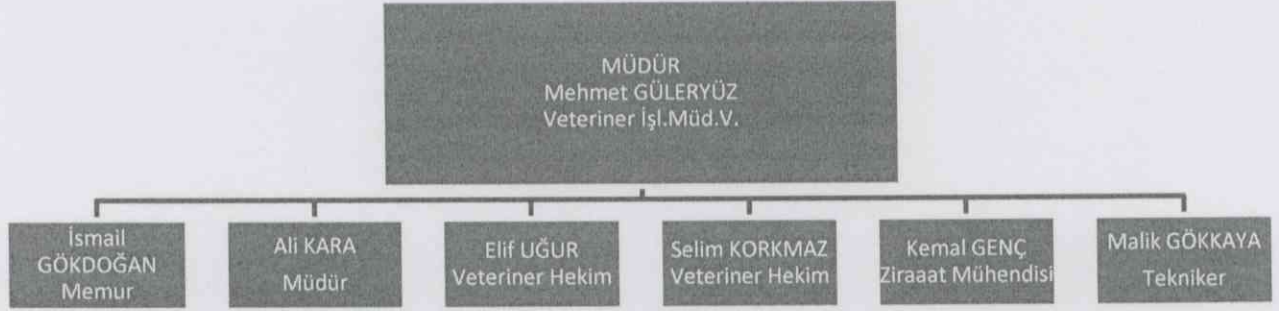 MÜDÜR
Mehmet GÜLERYÜZ
Veteriner İşl.Müd.V.
İsmail
GÖKDOĞAN
Memur
Ali KARA
Müdür
Elif UĞUR
Veteriner Hekim
Selim KORKMAZ
Veteriner Hekim
Kemal GENÇ
Ziraaat Mühendisi
Malik GÖKKAYA
Tekniker